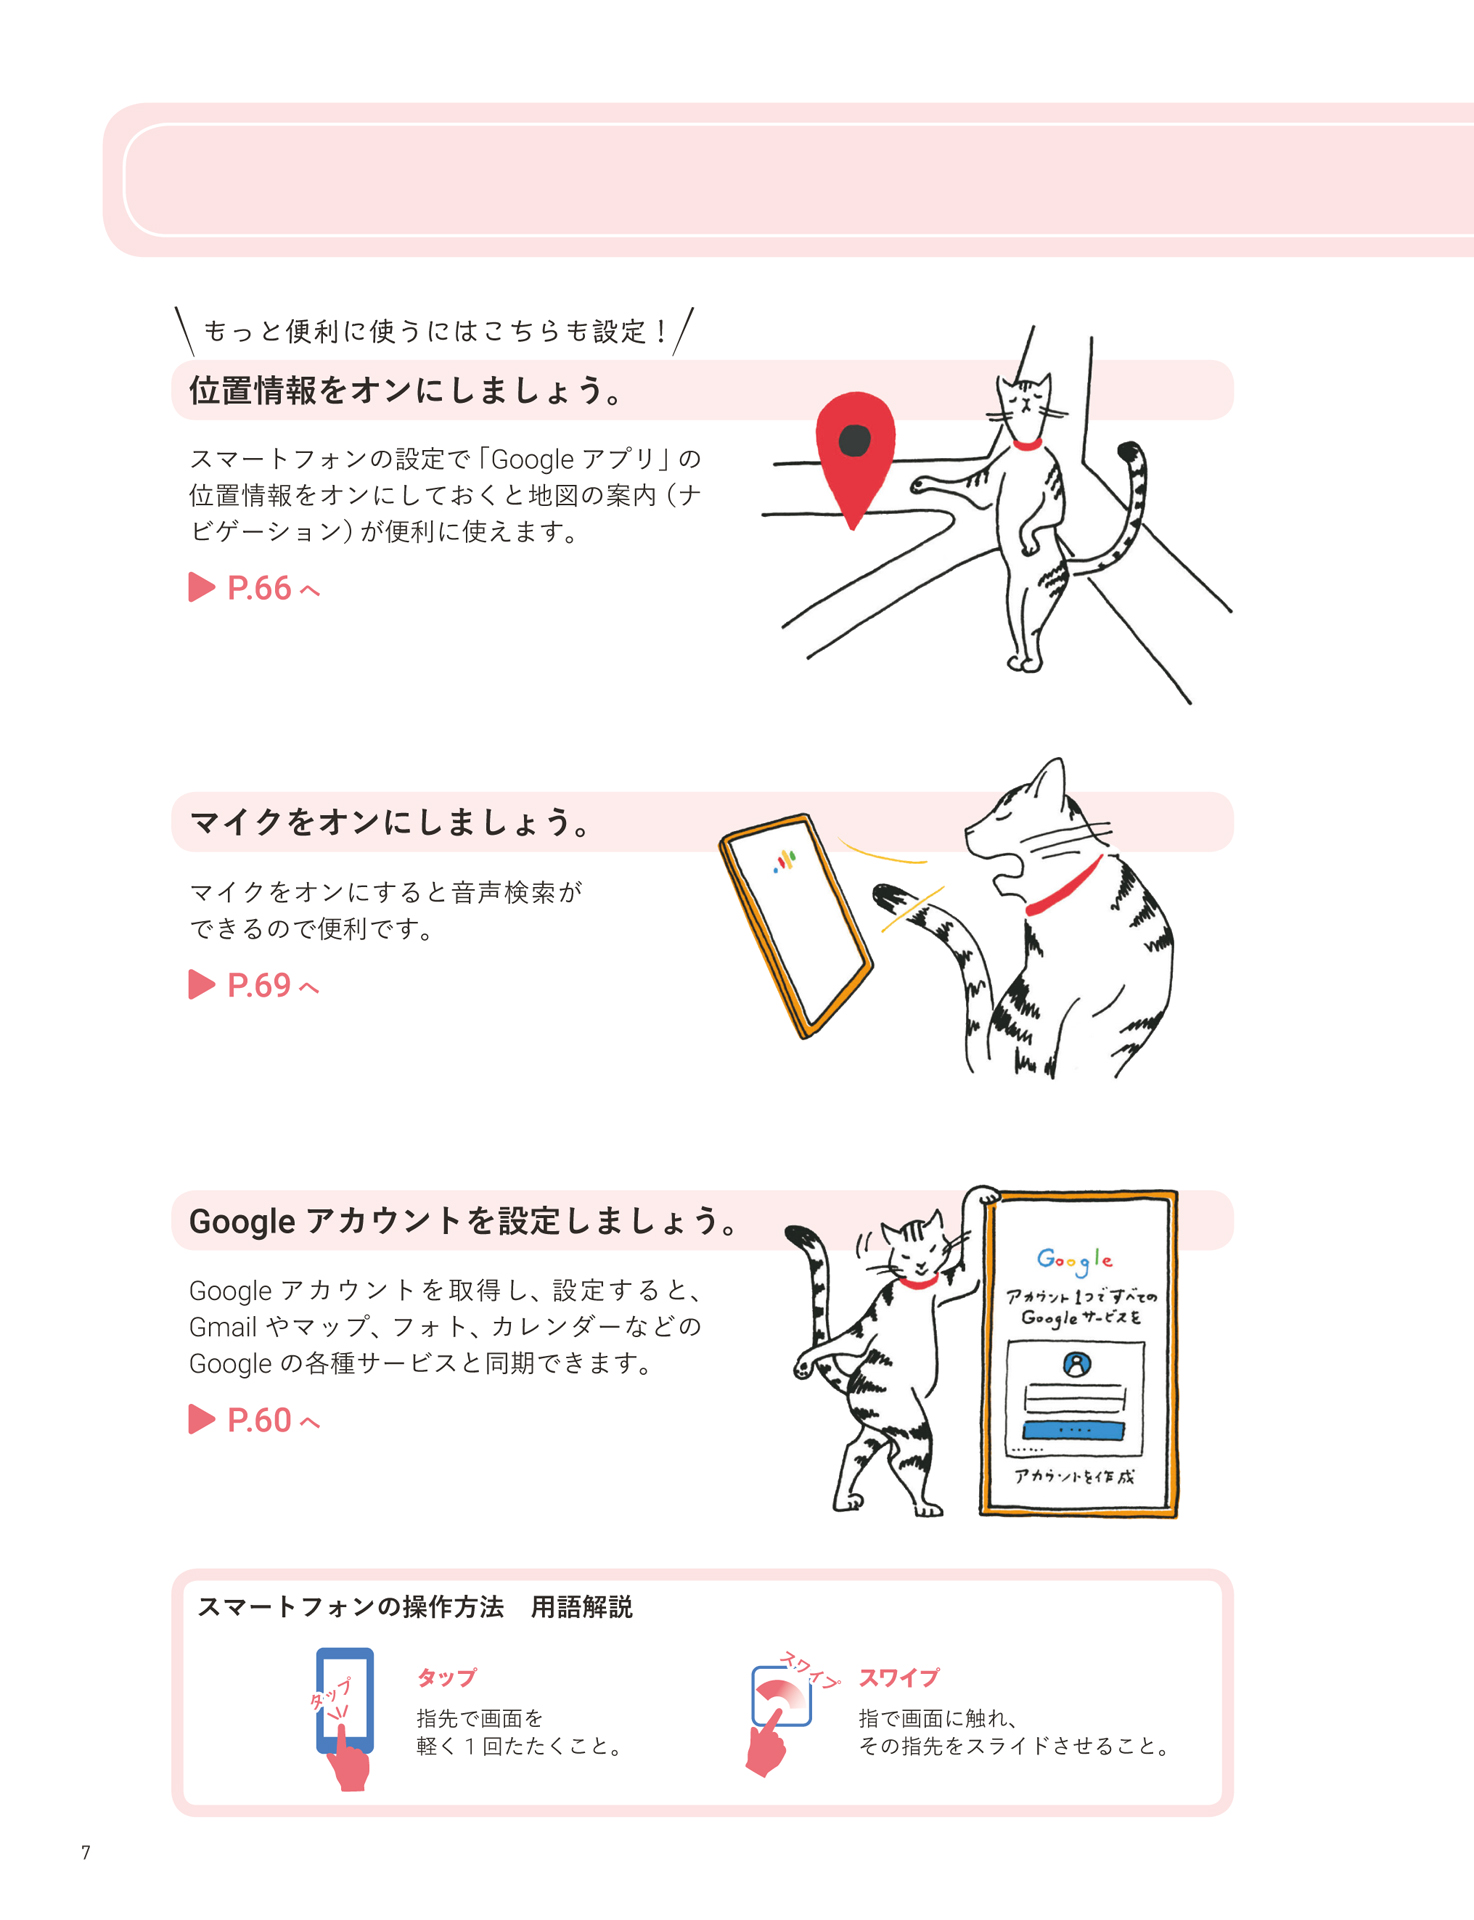 もっと便利に使うにはこちらも設定！
位置情報をオンにしましょう。
スマートフォンの設定で「Google アプリ」の
位置情報をオンにしておくと地図の案内（ナ
ビゲーション）が便利に使えます。
▶ P.66 へ
マイクをオンにしましょう。
マイクをオンにすると音声検索が
できるので便利です。
▶ P.69 へ
Google アカウントを設定しましょう。
Google アカウントを取得し、設定すると、
Gmail やマップ、フォト、カレンダーなどの
Google の各種サービスと同期できます。
▶ P.60 へ
Google
アカウント1つですべての
Googleサービスを
アカウントを作成
スマートフォンの操作方法　用語解説
タップ
タップ
指先で画面を
軽く 1 回たたくこと。
スワイプ
スワイプ
指で画面に触れ、
その指先をスライドさせること。
7